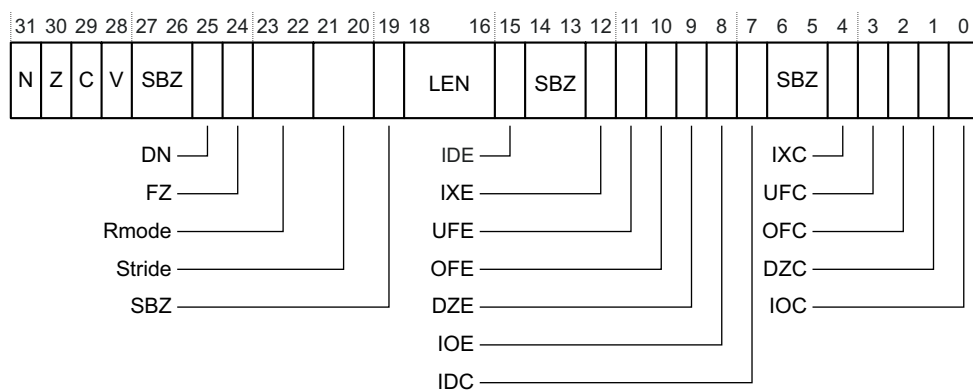 31 30 29 28 27 26 25 24 23 22 21 20 19 18 16 15 14 13 12 11 10 9 8 7 6 5 4 3 2 1 0
N Z C V SBZ LEN SBZ SBZ
DN IDE IXC
FZ IXE UFC
Rmode UFE OFC
Stride OFE DZC
SBZ DZE IOC
IOE
IDC